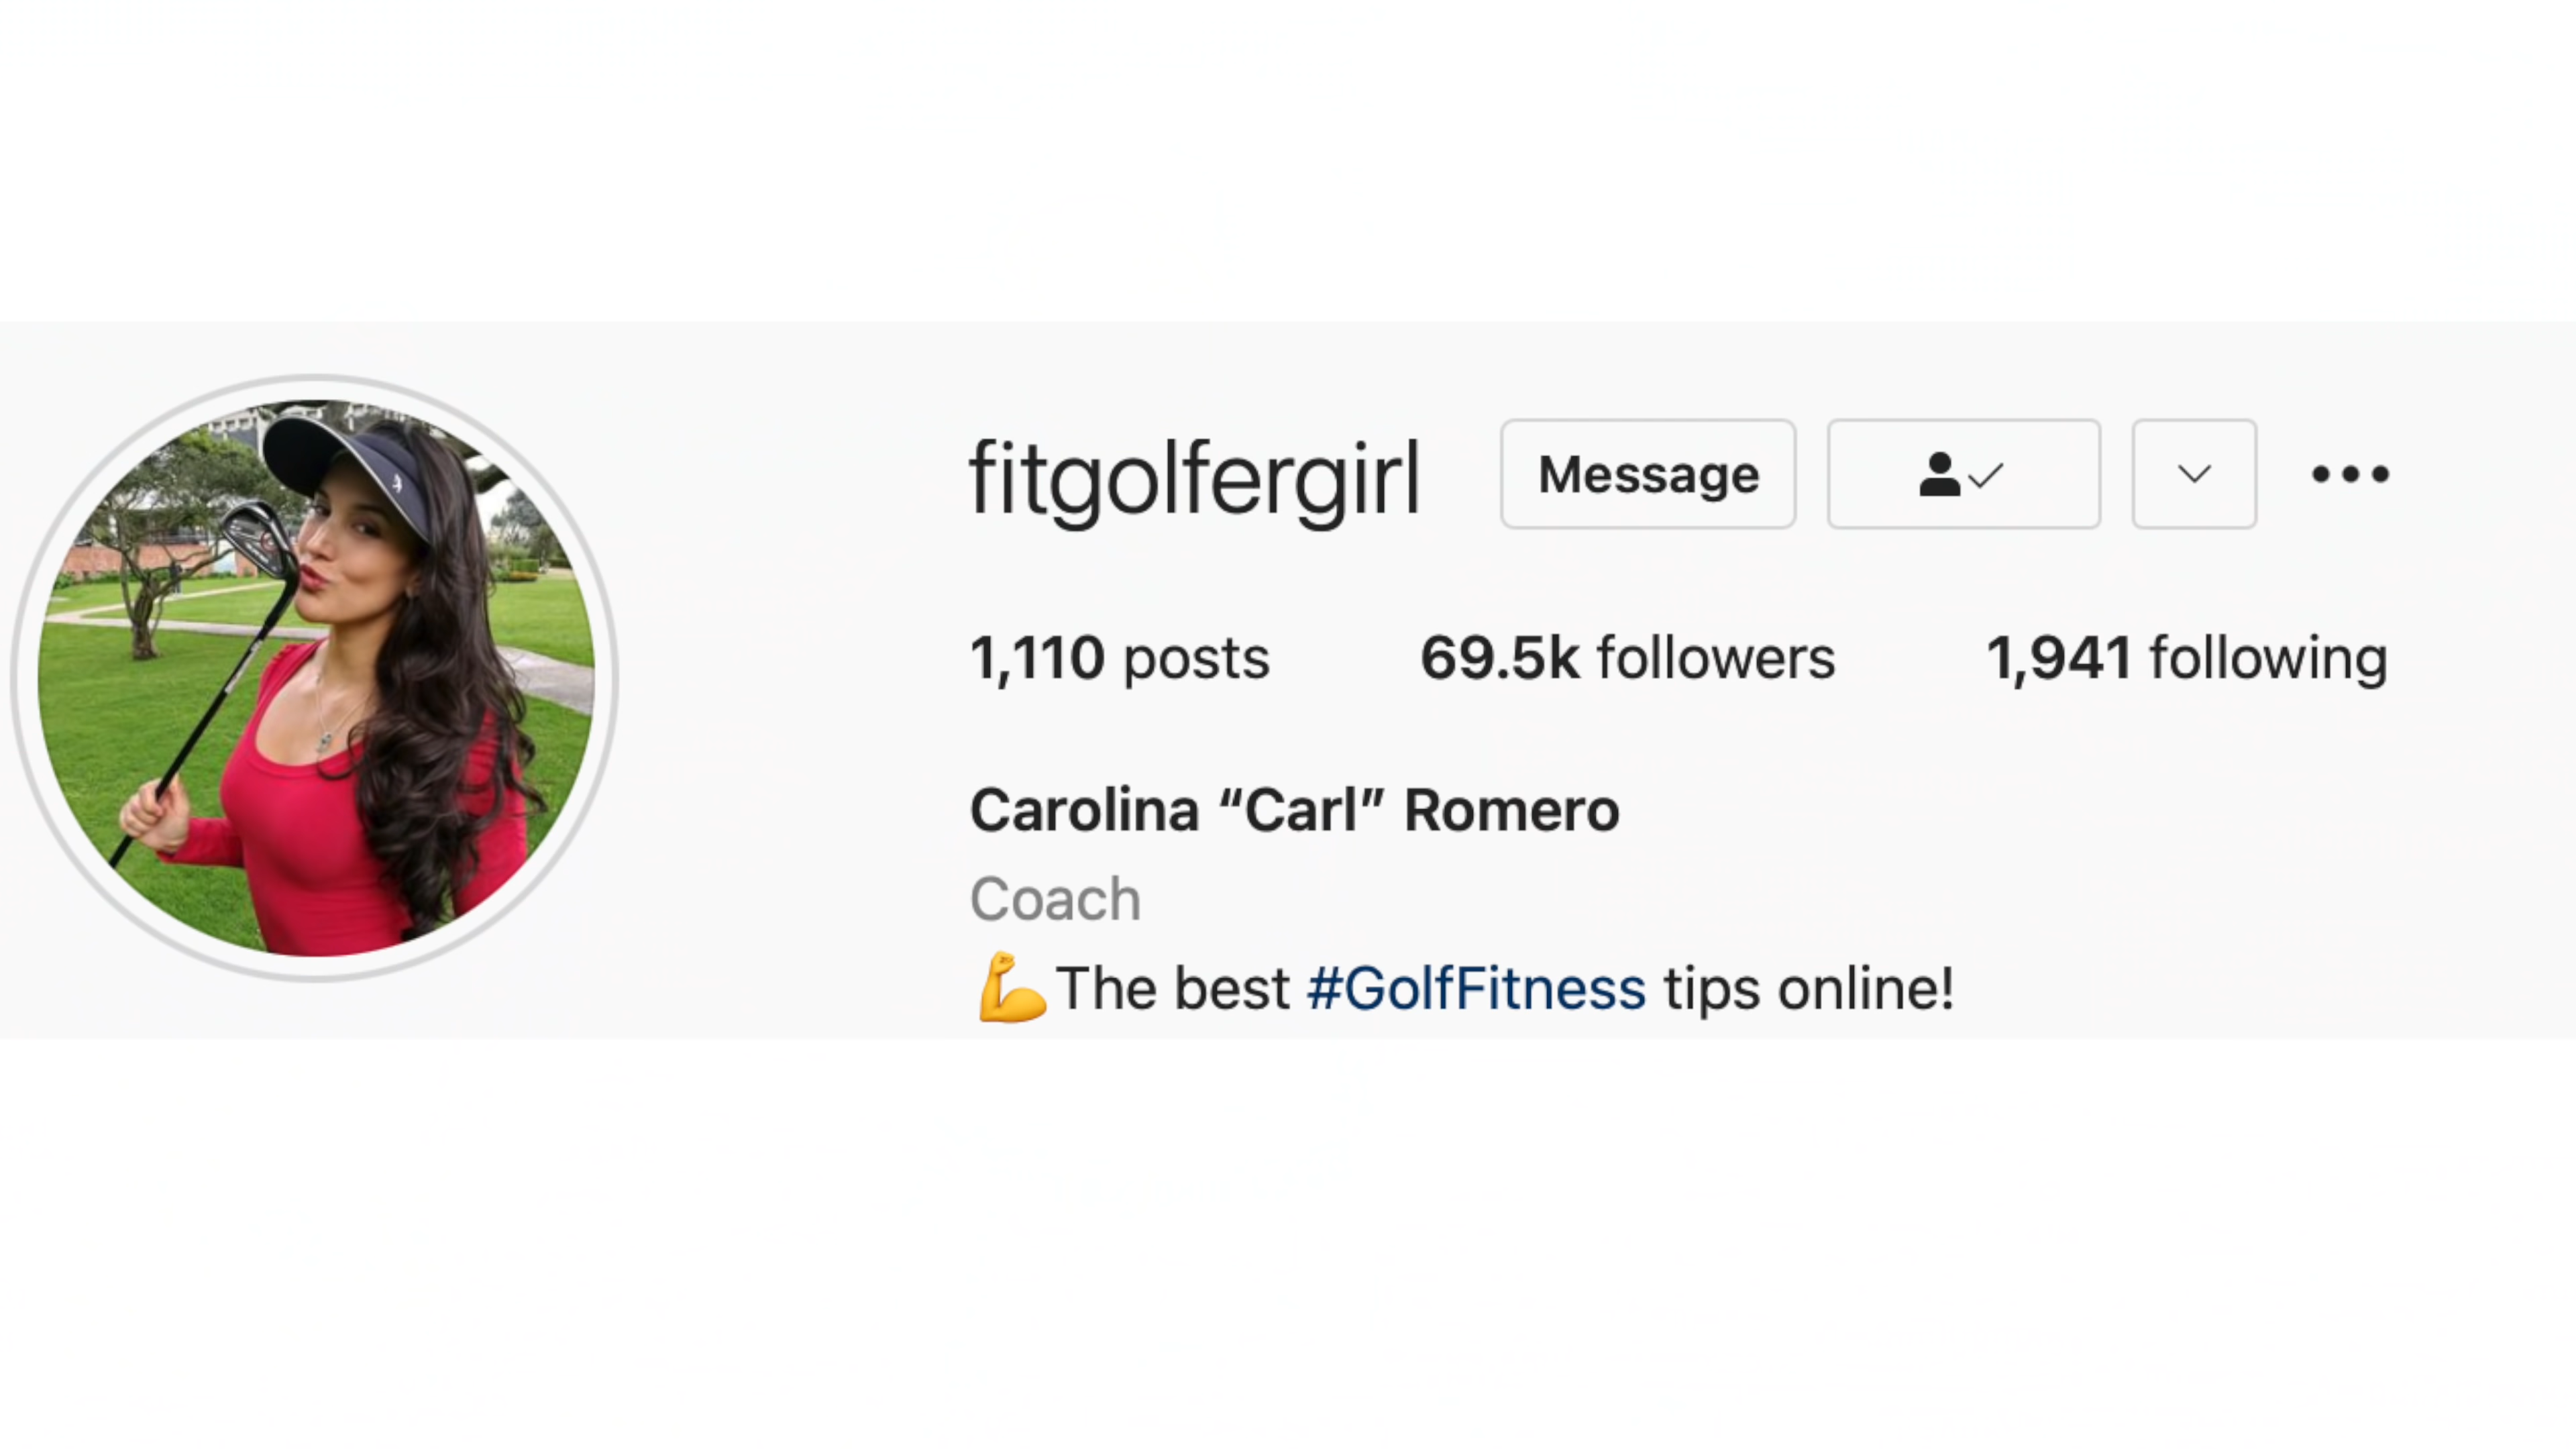 fitgolfergirl Message
1,110 posts 69.5k followers 1,941 following
Carolina “Carl” Romero
Coach
💪The best #GolfFitness tips online!